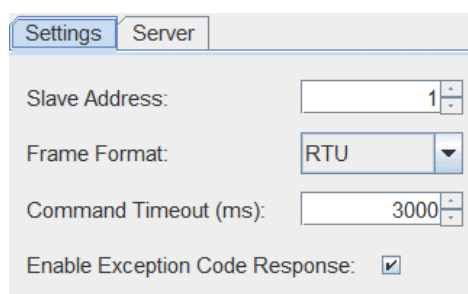 Settings Server
Slave Address: 1
Frame Format: RTU
Command Timeout (ms): 3000
Enable Exception Code Response: